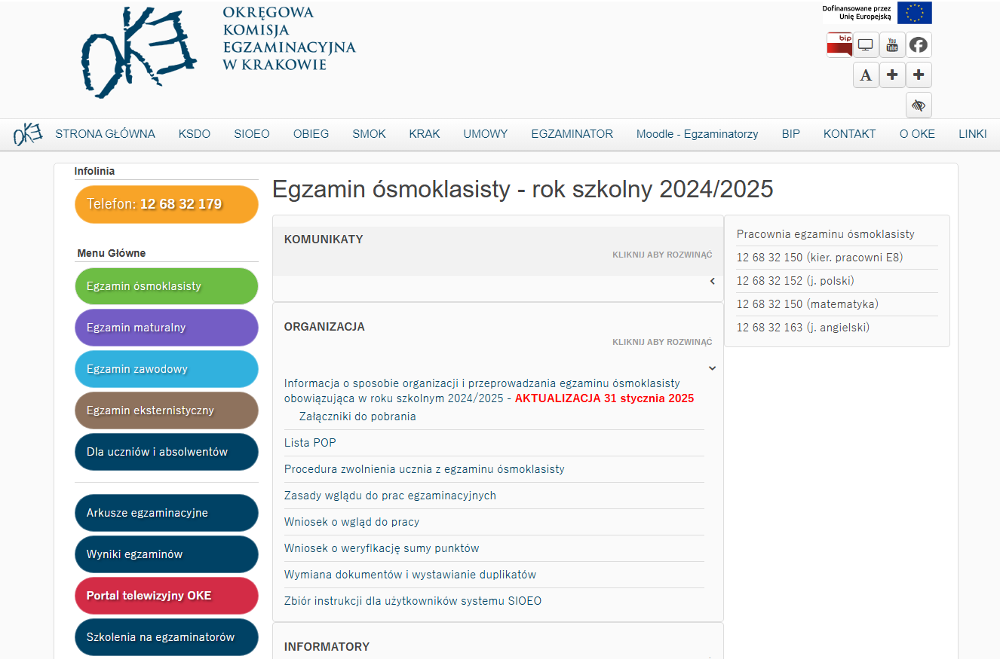 OKE
OKRĘGOWA
KOMISJA
EGZAMINACYJNA
W KRAKOWIE
Dofinansowane przez
Unię Europejską
bip
You
Tube
A
OKE
STRONA GŁÓWNA KSDO SIOEO OBIEG SMOK KRAK UMOWY EGZAMINATOR Moodle - Egzaminatorzy BIP KONTAKT O OKE LINKI
Infolinia
Telefon: 12 68 32 179
Menu Główne
Egzamin ósmoklasisty
Egzamin maturalny
Egzamin zawodowy
Egzamin eksternistyczny
Dla uczniów i absolwentów
Arkusze egzaminacyjne
Wyniki egzaminów
Portal telewizyjny OKE
Szkolenia na egzaminatorów
Egzamin ósmoklasisty - rok szkolny 2024/2025
KOMUNIKATY
KLIKNIJ ABY ROZWINĄĆ
ORGANIZACJA
KLIKNIJ ABY ROZWINĄĆ
Informacja o sposobie organizacji i przeprowadzania egzaminu ósmoklasisty
obowiązująca w roku szkolnym 2024/2025 - AKTUALIZACJA 31 stycznia 2025
Załączniki do pobrania
Lista POP
Procedura zwolnienia ucznia z egzaminu ósmoklasisty
Zasady wglądu do prac egzaminacyjnych
Wniosek o wgląd do pracy
Wniosek o weryfikację sumy punktów
Wymiana dokumentów i wystawianie duplikatów
Zbiór instrukcji dla użytkowników systemu SIOEO
INFORMATORY
Pracownia egzaminu ósmoklasisty
12 68 32 150 (kier. pracowni E8)
12 68 32 152 (j. polski)
12 68 32 150 (matematyka)
12 68 32 163 (j. angielski)